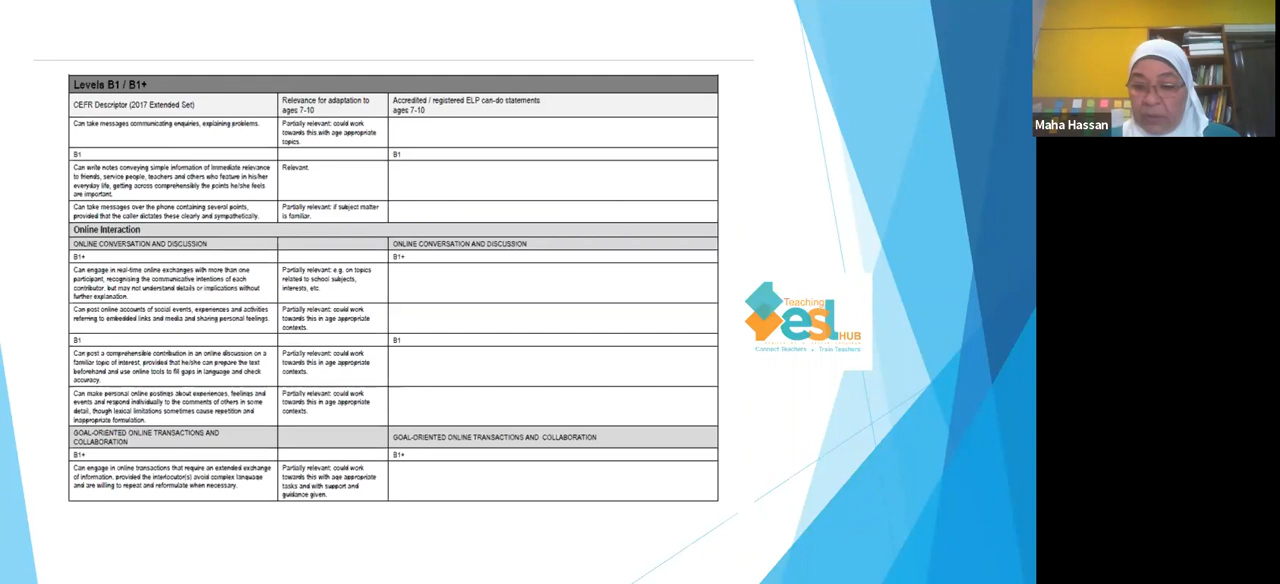 Levels B1 / B1+
CEFR Descriptor (2017 Extended Set)
Relevance for adaptation to
ages 7-10
Accredited / registered ELP can-do statements
ages 7-10
Can take messages communicating enquiries, explaining problems.
Partially relevant: could work
towards this with age appropriate
topics.
B1
B1
Can write notes conveying simple information of immediate relevance
to friends, service people, teachers and others who feature in his/her
everyday life, getting across comprehensibly the points he/she feels
are important.
Relevant.
Can take messages over the phone containing several points,
provided that the caller dictates these clearly and sympathetically.
Partially relevant: if subject matter
is familiar.
Online Interaction
ONLINE CONVERSATION AND DISCUSSION
ONLINE CONVERSATION AND DISCUSSION
B1+
B1+
Can engage in real-time online exchanges with more than one
participant, recognising the communicative intentions of each
contributor, but may not understand details or implications without
further explanation.
Partially relevant: e.g. on topics
related to school subjects,
interests, etc.
Can post online accounts of social events, experiences and activities
referring to embedded links and media and sharing personal feelings.
Partially relevant: could work
towards this in age appropriate
contexts.
B1
B1
Can post a comprehensible contribution in an online discussion on a
familiar topic of interest, provided that he/she can prepare the text
beforehand and use online tools to fill gaps in language and check
accuracy.
Partially relevant: could work
towards this in age appropriate
contexts.
Can make personal online postings about experiences, feelings and
events and respond individually to the comments of others in some
detail, though lexical limitations sometimes cause repetition and
inappropriate formulation.
Partially relevant: could work
towards this in age appropriate
contexts.
GOAL-ORIENTED ONLINE TRANSACTIONS AND
COLLABORATION
GOAL-ORIENTED ONLINE TRANSACTIONS AND COLLABORATION
B1+
B1+
Can engage in online transactions that require an extended exchange
of information, provided the interlocutor(s) avoid complex language
and are willing to repeat and reformulate when necessary.
Partially relevant: could work
towards this with age appropriate
tasks and with support and
guidance given.
Teaching
esl
HUB
Connect Teachers . Train Teachers
Maha Hassan